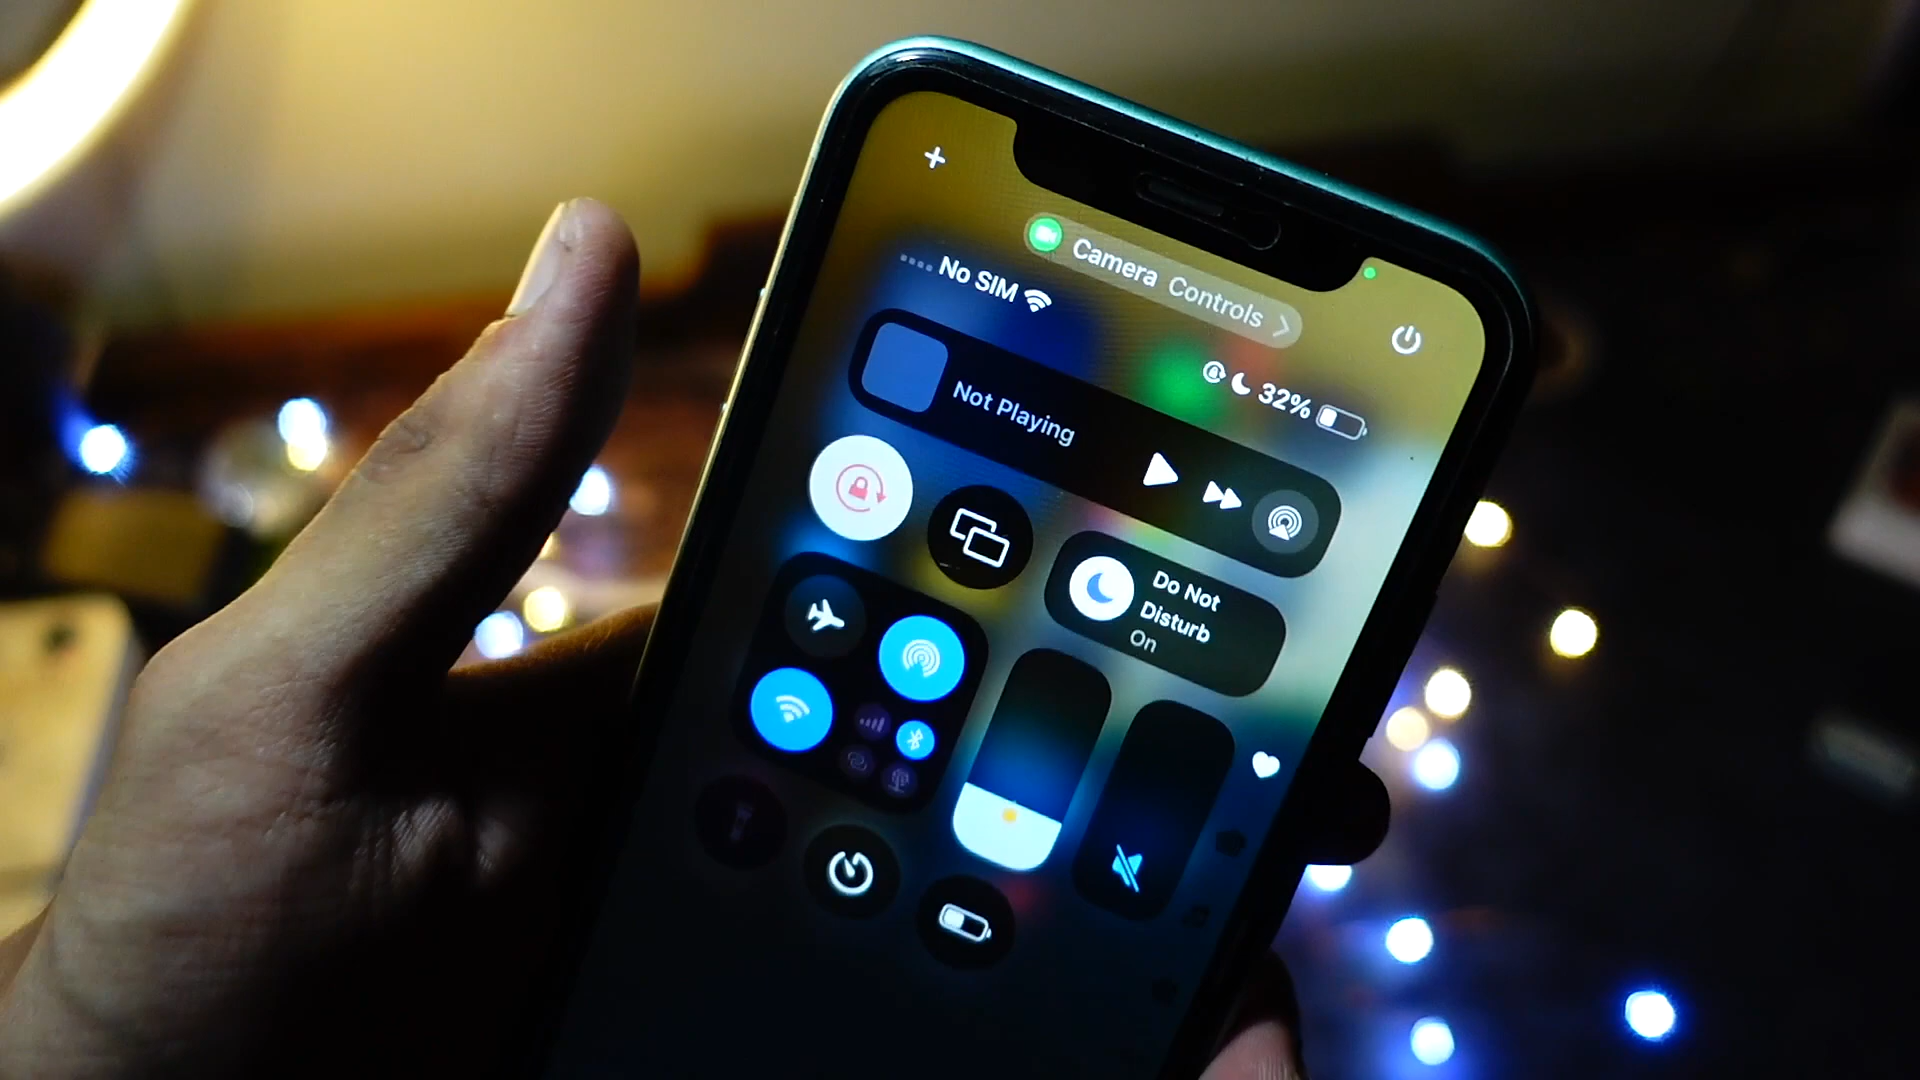 Camera Controls
No SIM
32%
Not Playing
Do Not
Disturb
On